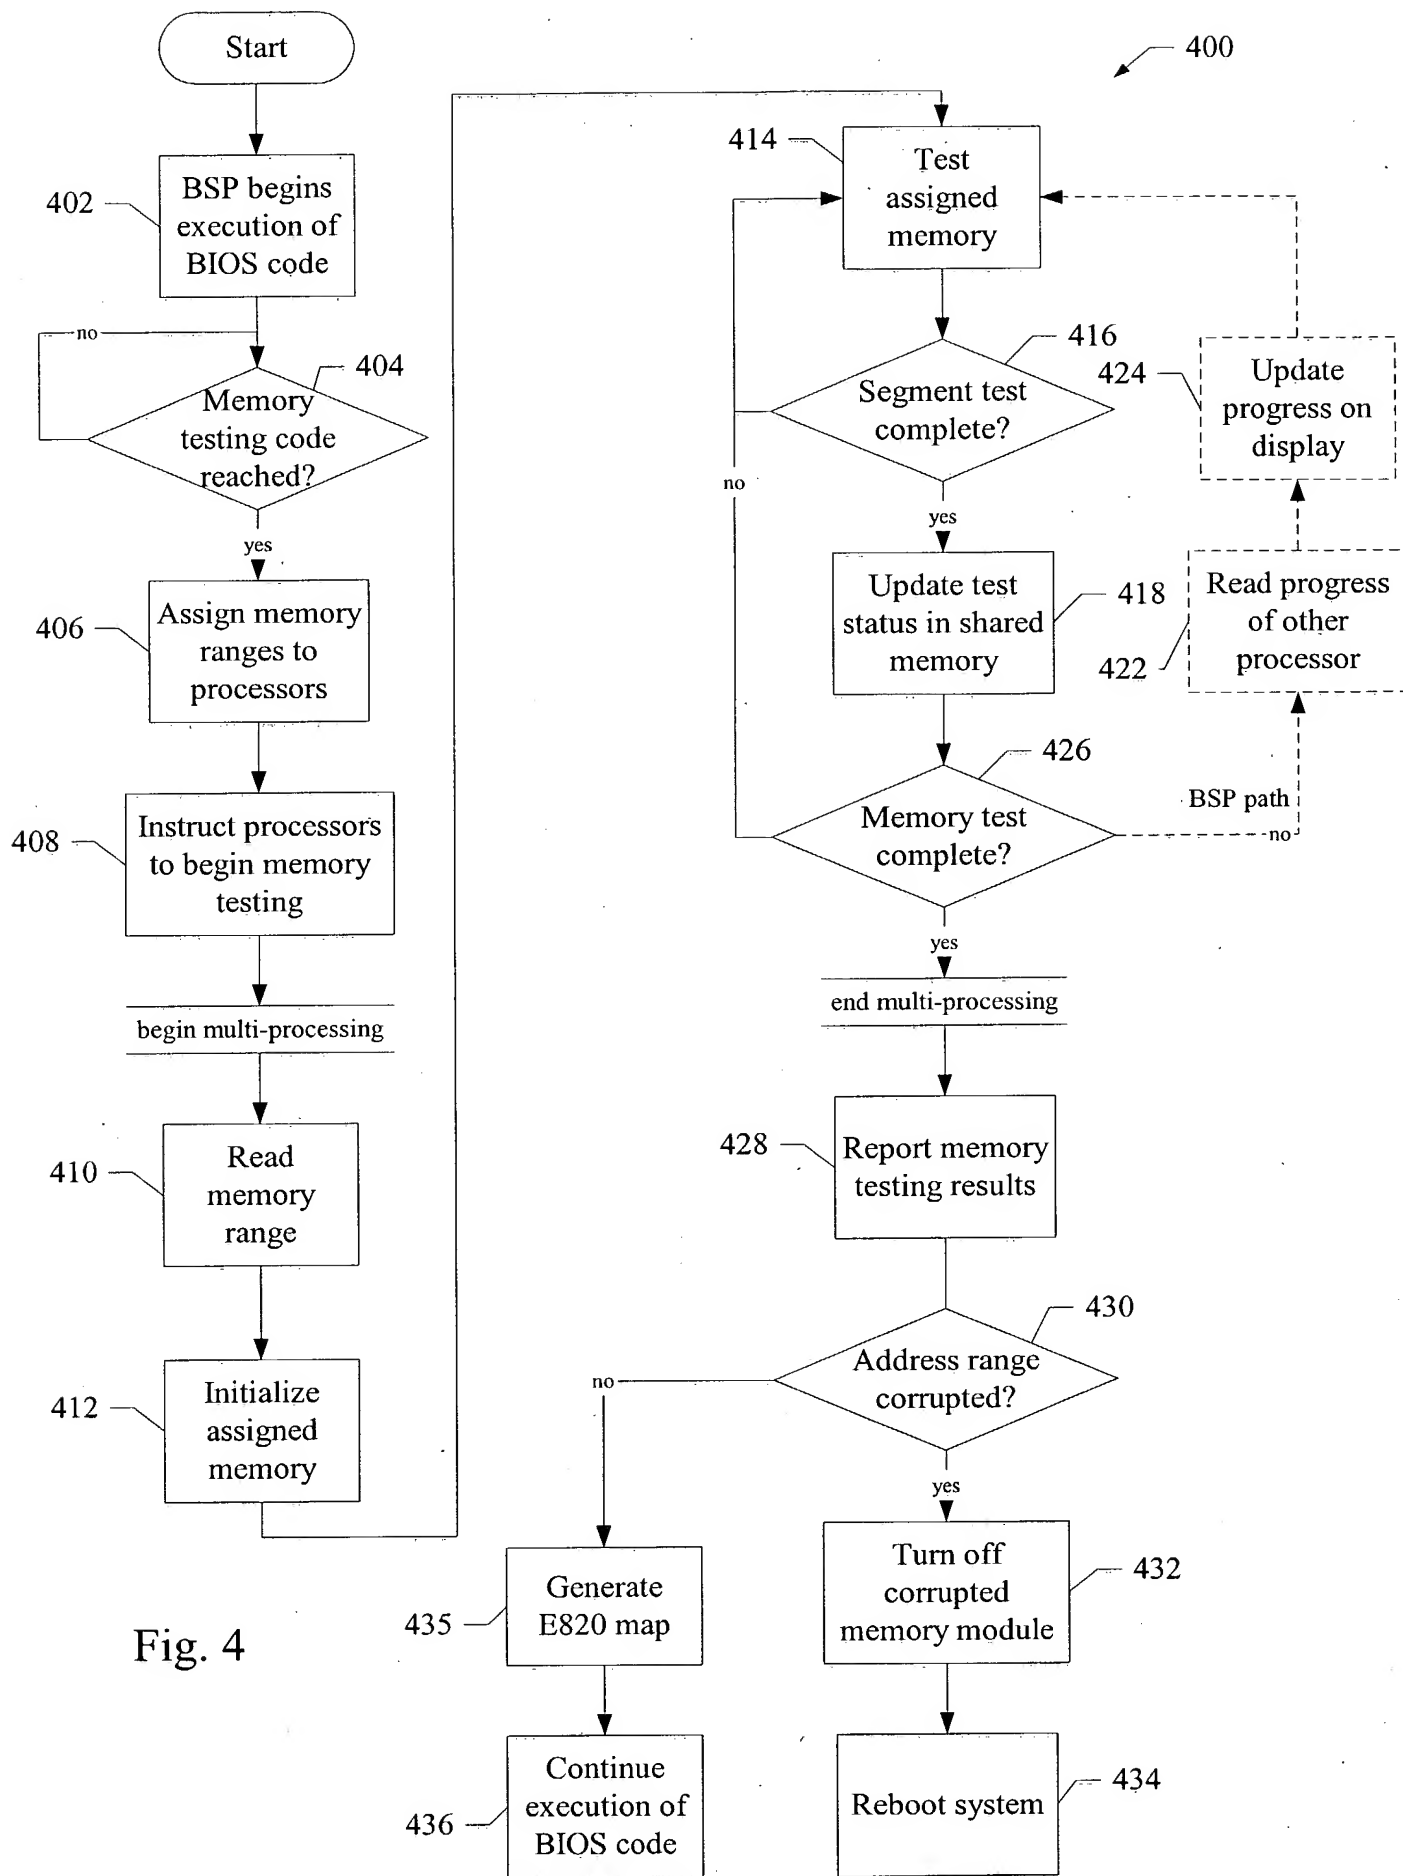 Start
400
402
BSP begins
execution of
BIOS code
no
404
Memory
testing code
reached?
yes
406
Assign memory
ranges to
processors
408
Instruct processors
to begin memory
testing
begin multi-processing
410
Read
memory
range
412
Initialize
assigned
memory
414
Test
assigned
memory
416
Segment test
complete?
no
yes
418
Update test
status in shared
memory
424
Update
progress on
display
422
Read progress
of other
processor
426
Memory test
complete?
BSP path
no
yes
end multi-processing
428
Report memory
testing results
430
Address range
corrupted?
no
yes
432
Turn off
corrupted
memory module
435
Generate
E820 map
434
Reboot system
436
Continue
execution of
BIOS code
Fig. 4